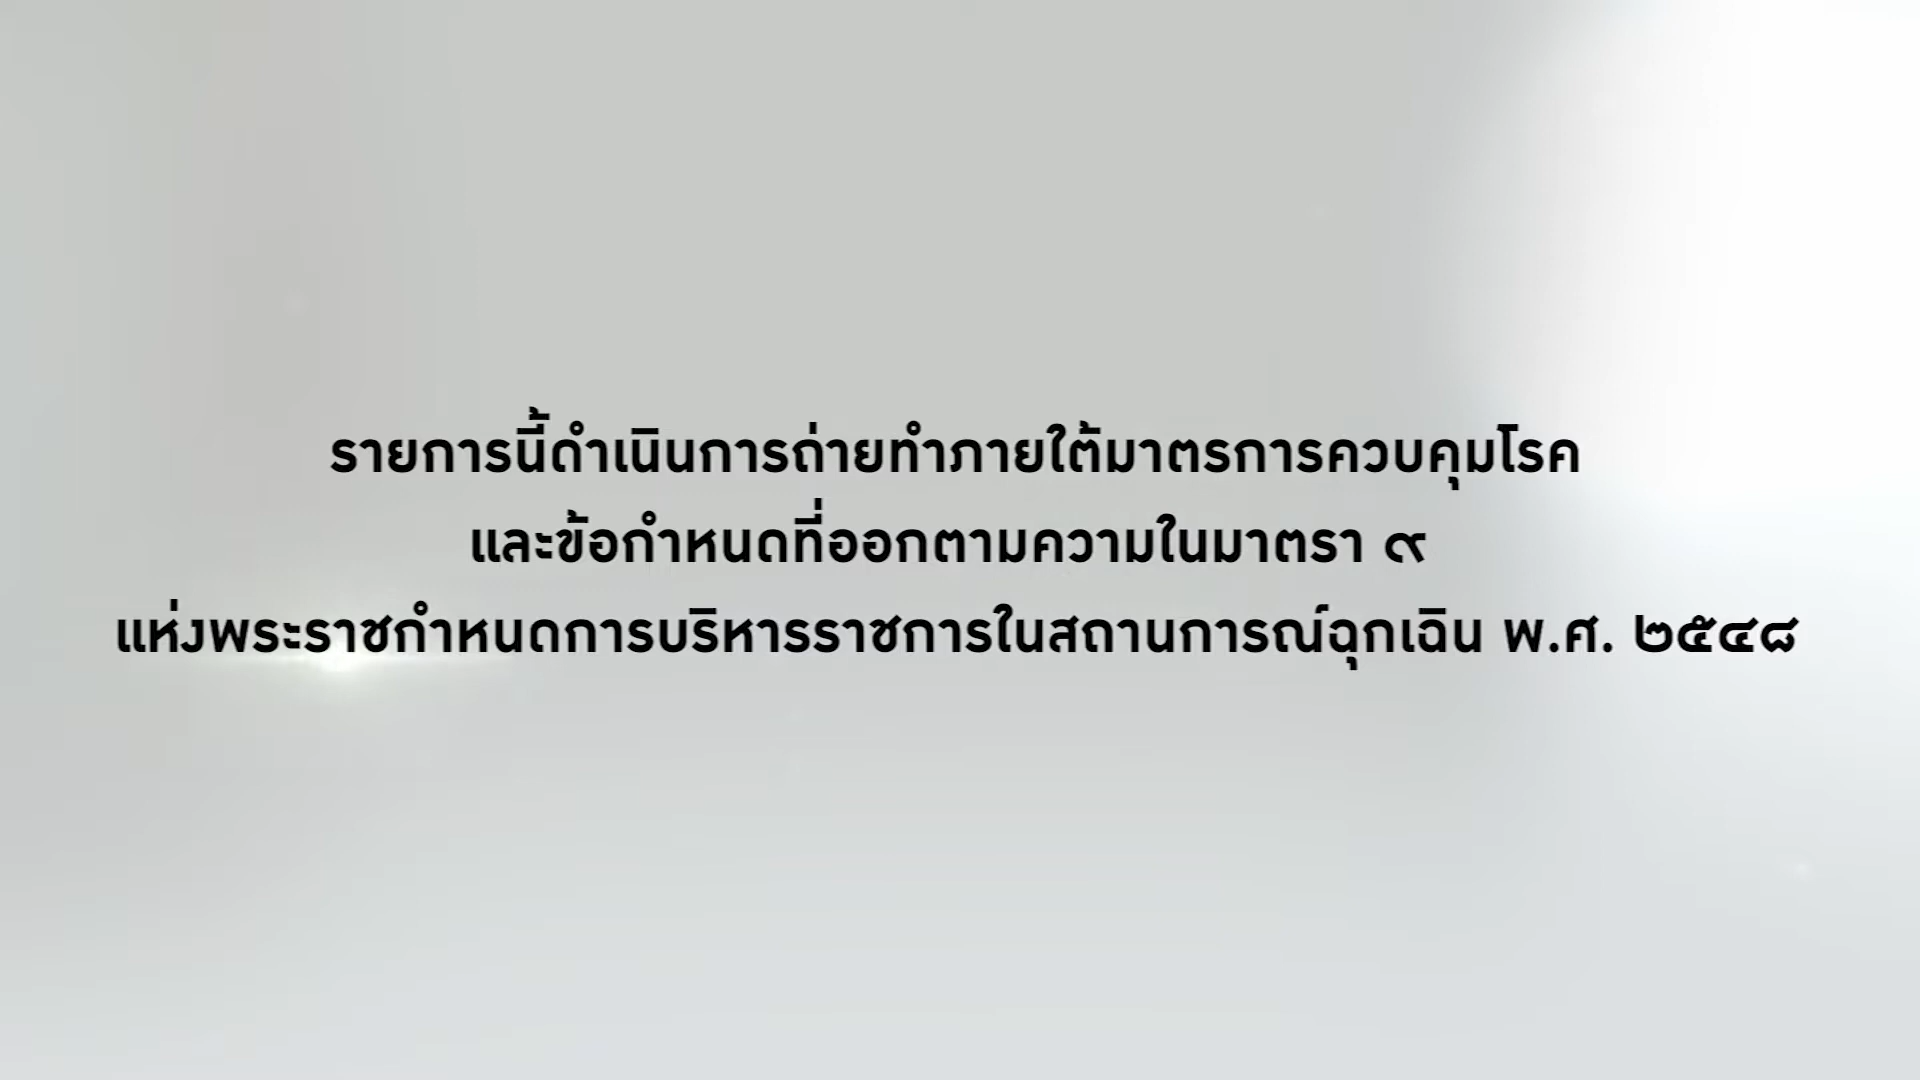 รายการนี้ดำเนินการถ่ายทำภายใต้มาตรการควบคุมโรค
และข้อกำหนดที่ออกตามความในมาตรา ๙
แห่งพระราชกำหนดการบริหารราชการในสถานการณ์ฉุกเฉิน พ.ศ. ๒๕๔๘